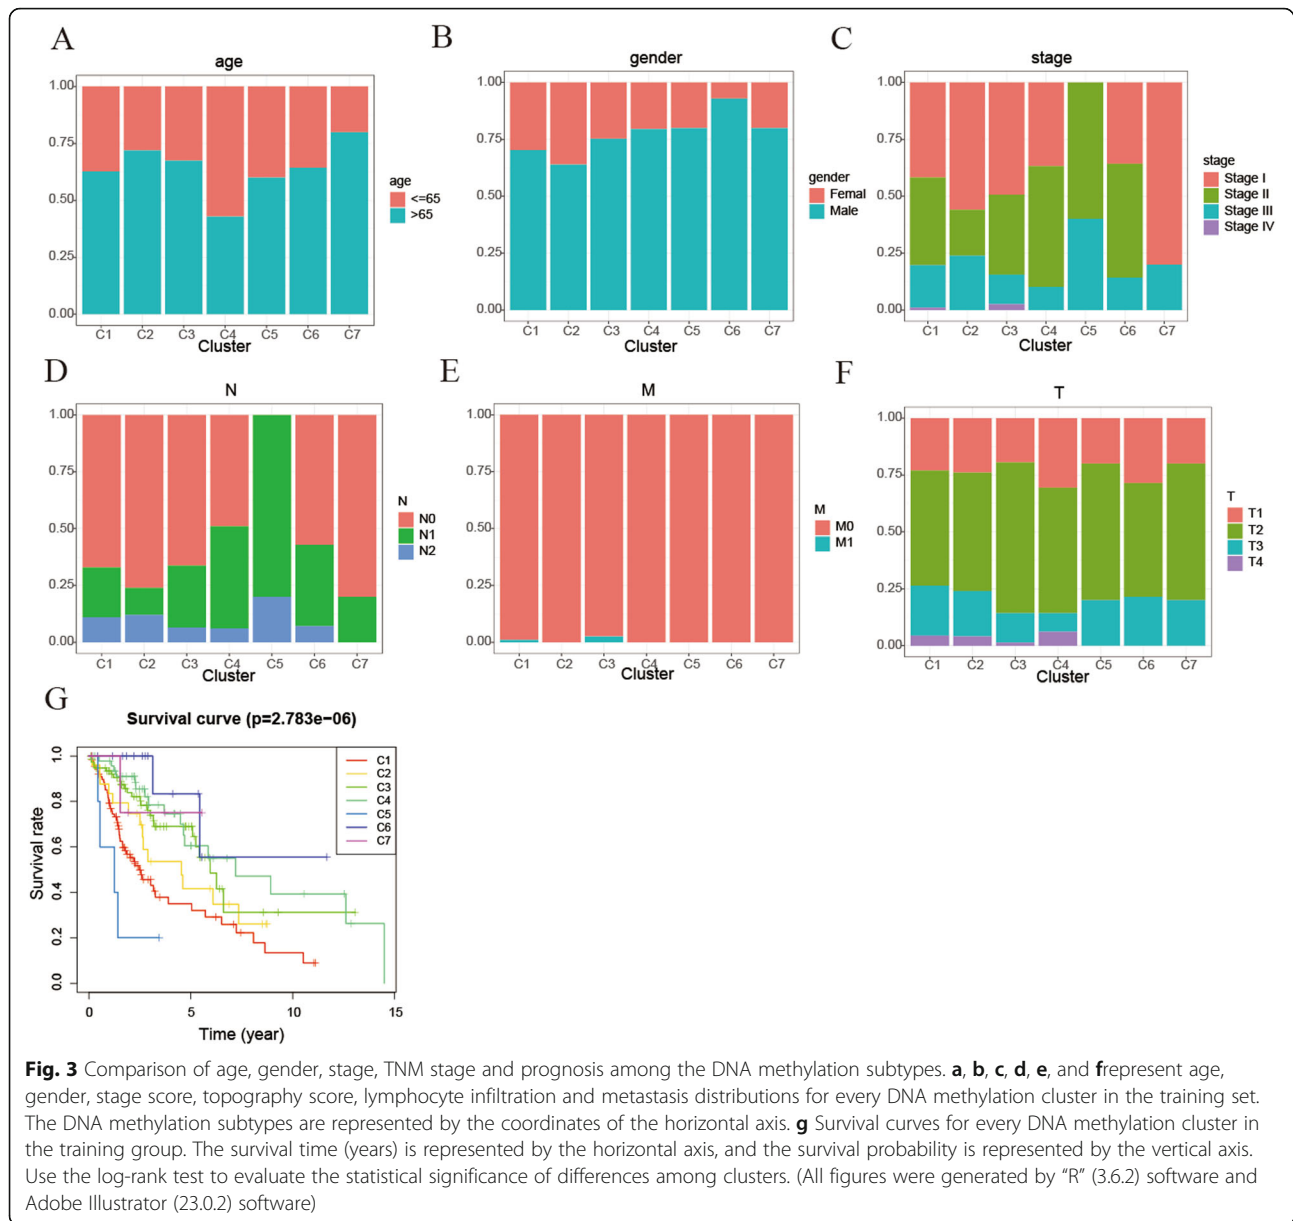 A
age
1.00
0.75
0.50
0.25
0.00
C1 C2 C3 C4 C5 C6 C7
Cluster
age
<=65
>65
B
gender
1.00
0.75
0.50
0.25
0.00
C1 C2 C3 C4 C5 C6 C7
Cluster
gender
Femal
Male
C
stage
1.00
0.75
0.50
0.25
0.00
C1 C2 C3 C4 C5 C6 C7
Cluster
stage
Stage I
Stage II
Stage III
Stage IV
D
N
1.00
0.75
0.50
0.25
0.00
C1 C2 C3 C4 C5 C6 C7
Cluster
N
N0
N1
N2
E
M
1.00
0.75
0.50
0.25
0.00
C1 C2 C3 C4 C5 C6 C7
Cluster
M
M0
M1
F
T
1.00
0.75
0.50
0.25
0.00
C1 C2 C3 C4 C5 C6 C7
Cluster
T
T1
T2
T3
T4
G
Survival curve (p=2.783e−06)
Survival rate
1.0
0.8
0.6
0.4
0.2
0.0
0 5 10 15
Time (year)
C1
C2
C3
C4
C5
C6
C7
Fig. 3 Comparison of age, gender, stage, TNM stage and prognosis among the DNA methylation subtypes. a, b, c, d, e, and frepresent age,
gender, stage score, topography score, lymphocyte infiltration and metastasis distributions for every DNA methylation cluster in the training set.
The DNA methylation subtypes are represented by the coordinates of the horizontal axis. g Survival curves for every DNA methylation cluster in
the training group. The survival time (years) is represented by the horizontal axis, and the survival probability is represented by the vertical axis.
Use the log-rank test to evaluate the statistical significance of differences among clusters. (All figures were generated by “R” (3.6.2) software and
Adobe Illustrator (23.0.2) software)